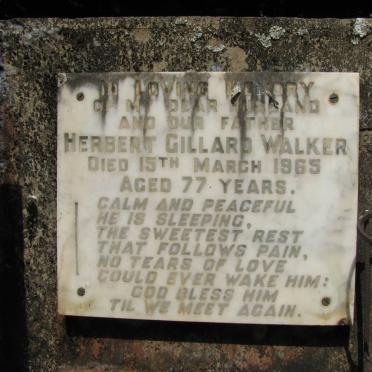 IN LOVING MEMORY
OF MY DEAR HUSBAND
AND OUR FATHER
HERBERT GILLARD WALKER
DIED 15TH MARCH 1965
AGED 77 YEARS.
CALM AND PEACEFUL
HE IS SLEEPING,
THE SWEETEST REST
THAT FOLLOWS PAIN,
NO TEARS OF LOVE
COULD EVER WAKE HIM:
GOD BLESS HIM
TIL WE MEET AGAIN.